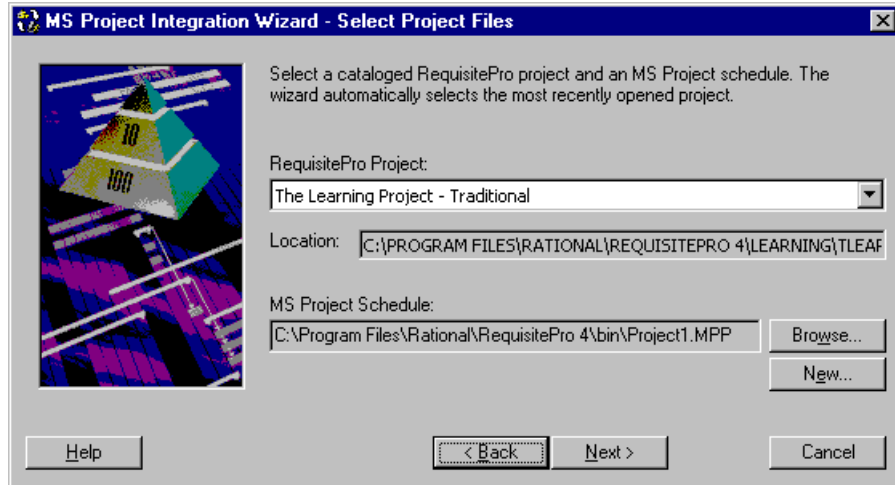 MS Project Integration Wizard - Select Project Files
Select a cataloged RequisitePro project and an MS Project schedule. The
wizard automatically selects the most recently opened project.
10
100
RequisitePro Project:
The Learning Project - Traditional
Location: C:\PROGRAM FILES\RATIONAL\REQUISITEPRO 4\LEARNING\TLEAR
MS Project Schedule:
C:\Program Files\Rational\RequisitePro 4\bin\Project1.MPP Browse...
New...
Help < Back Next > Cancel